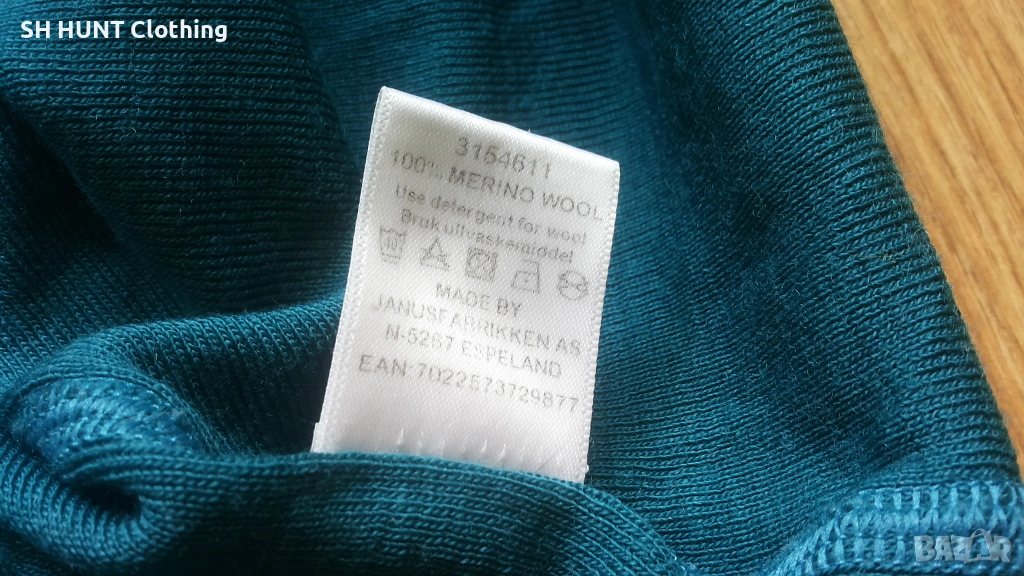 SH HUNT Clothing
3154611
100% MERINO WOOL
Use detergent for wool
Bruk ullvaskemiddel
MADE BY
JANUSFABRIKKEN AS
N-5267 ESPELAND
EAN: 7022573729877
BAZAR